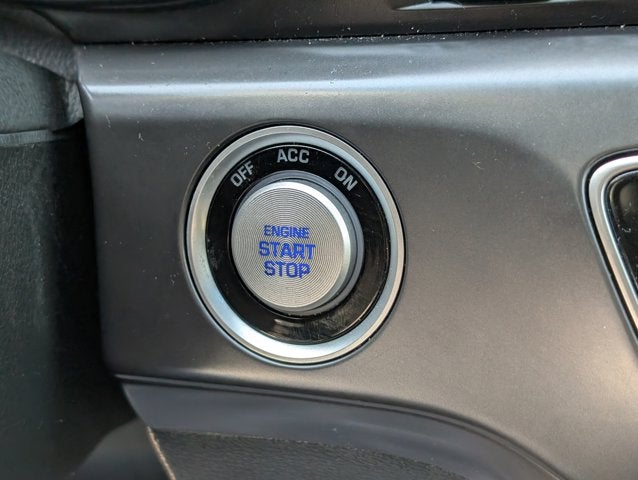 OFF ACC ON
ENGINE
START
STOP